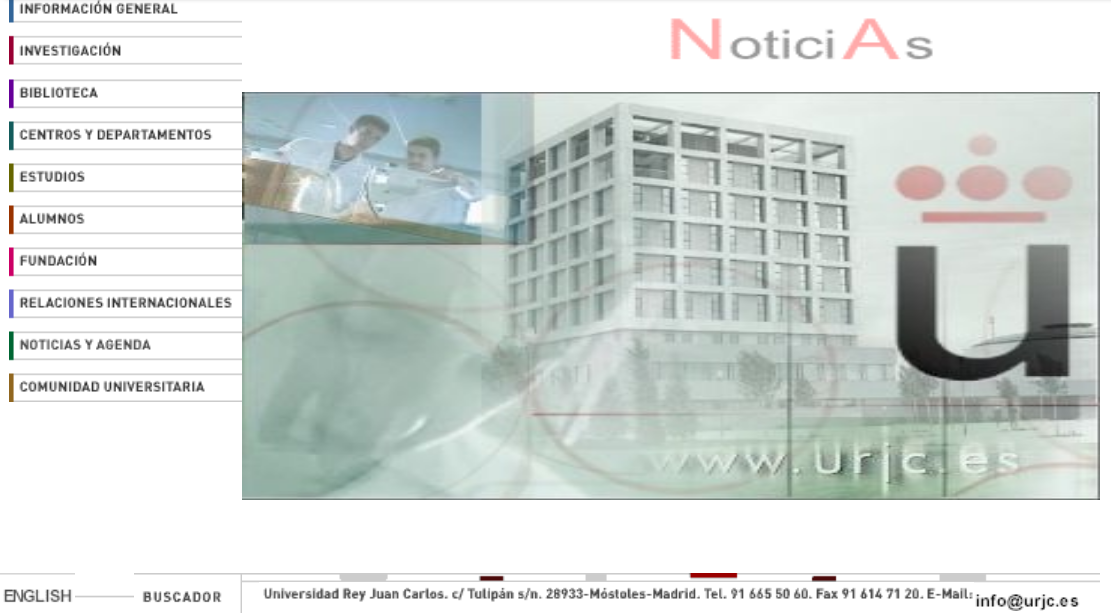 INFORMACIÓN GENERAL
INVESTIGACIÓN
BIBLIOTECA
CENTROS Y DEPARTAMENTOS
ESTUDIOS
ALUMNOS
FUNDACIÓN
RELACIONES INTERNACIONALES
NOTICIAS Y AGENDA
COMUNIDAD UNIVERSITARIA
NoticiAs
u
www.urjc.es
ENGLISH
BUSCADOR
Universidad Rey Juan Carlos. c/ Tulipán s/n. 28933-Móstoles-Madrid. Tel. 91 665 50 60. Fax 91 614 71 20. E-Mail: info@urjc.es